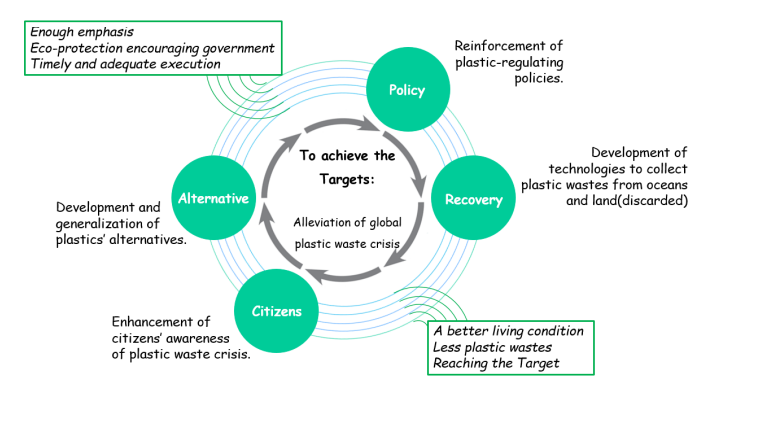 Enough emphasis
Eco-protection encouraging government
Timely and adequate execution
Policy
Reinforcement of
plastic-regulating
policies.
To achieve the
Targets:
Alleviation of global
plastic waste crisis
Alternative
Development and
generalization of
plastics' alternatives.
Recovery
Development of
technologies to collect
plastic wastes from oceans
and land(discarded)
Citizens
Enhancement of
citizens' awareness
of plastic waste crisis.
A better living condition
Less plastic wastes
Reaching the Target